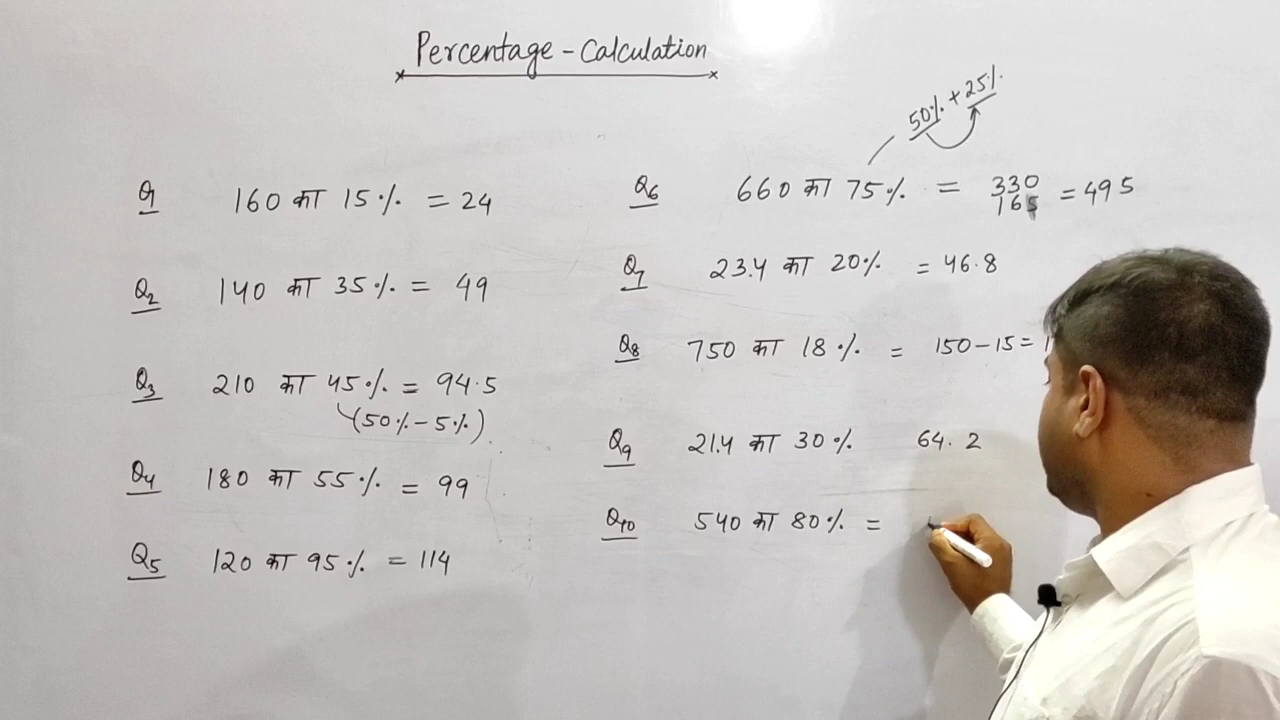 Percentage - Calculation
50% + 25%
Q1 160 का 15% = 24
Q2 140 का 35% = 49
Q3 210 का 45% = 94.5
(50% - 5%)
Q4 180 का 55% = 99
Q5 120 का 95% = 114
Q6 660 का 75% = 330
165 = 495
Q7 23.4 का 20% = 46.8
Q8 750 का 18% = 150 - 15 = 1
Q9 21.4 का 30% 64.2
Q10 540 का 80% =